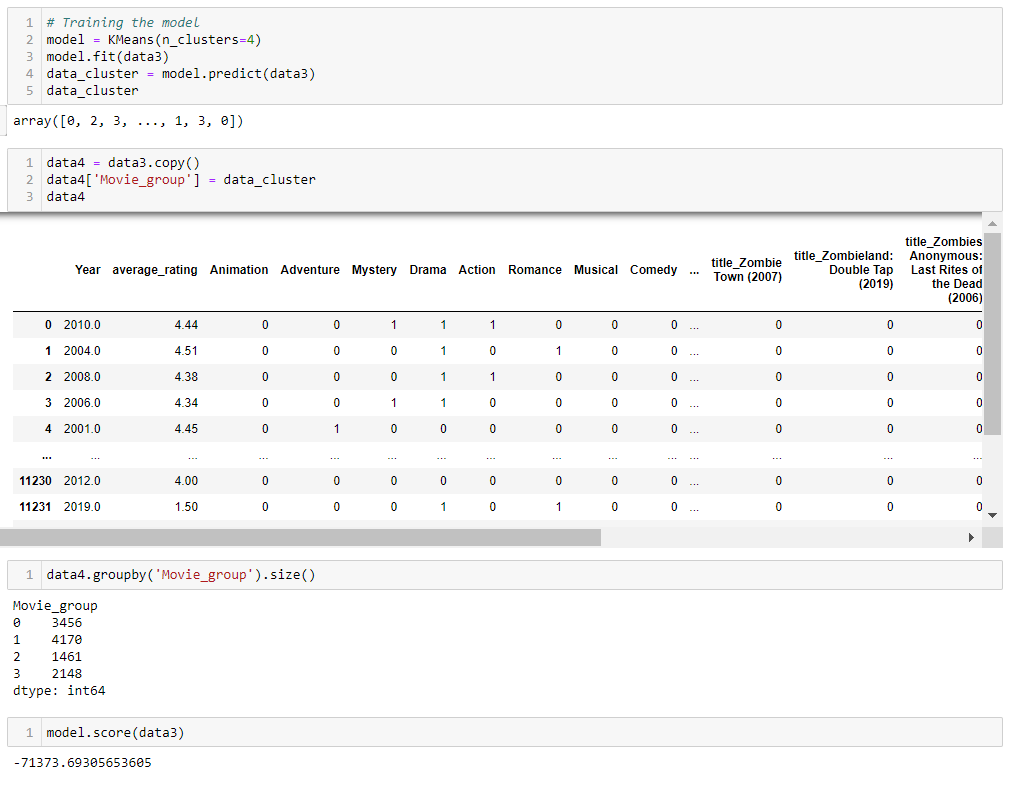 1 # Training the model
2 model = KMeans(n_clusters=4)
3 model.fit(data3)
4 data_cluster = model.predict(data3)
5 data_cluster
array([0, 2, 3, ..., 1, 3, 0])
1 data4 = data3.copy()
2 data4['Movie_group'] = data_cluster
3 data4
Year average_rating Animation Adventure Mystery Drama Action Romance Musical Comedy ... title_Zombie Town (2007) title_Zombieland: Double Tap (2019) title_Zombies Anonymous: Last Rites of the Dead (2006)
0 2010.0 4.44 0 0 1 1 1 0 0 0 ... 0 0 0
1 2004.0 4.51 0 0 0 1 0 1 0 0 ... 0 0 0
2 2008.0 4.38 0 0 0 1 1 0 0 0 ... 0 0 0
3 2006.0 4.34 0 0 1 1 0 0 0 0 ... 0 0 0
4 2001.0 4.45 0 1 0 0 0 0 0 0 ... 0 0 0
... ... ... ... ... ... ... ... ... ... ... ... ... ... ...
11230 2012.0 4.00 0 0 0 0 0 0 0 0 ... 0 0 0
11231 2019.0 1.50 0 0 0 1 0 1 0 0 ... 0 0 0
1 data4.groupby('Movie_group').size()
Movie_group
0 3456
1 4170
2 1461
3 2148
dtype: int64
1 model.score(data3)
-71373.69305653605